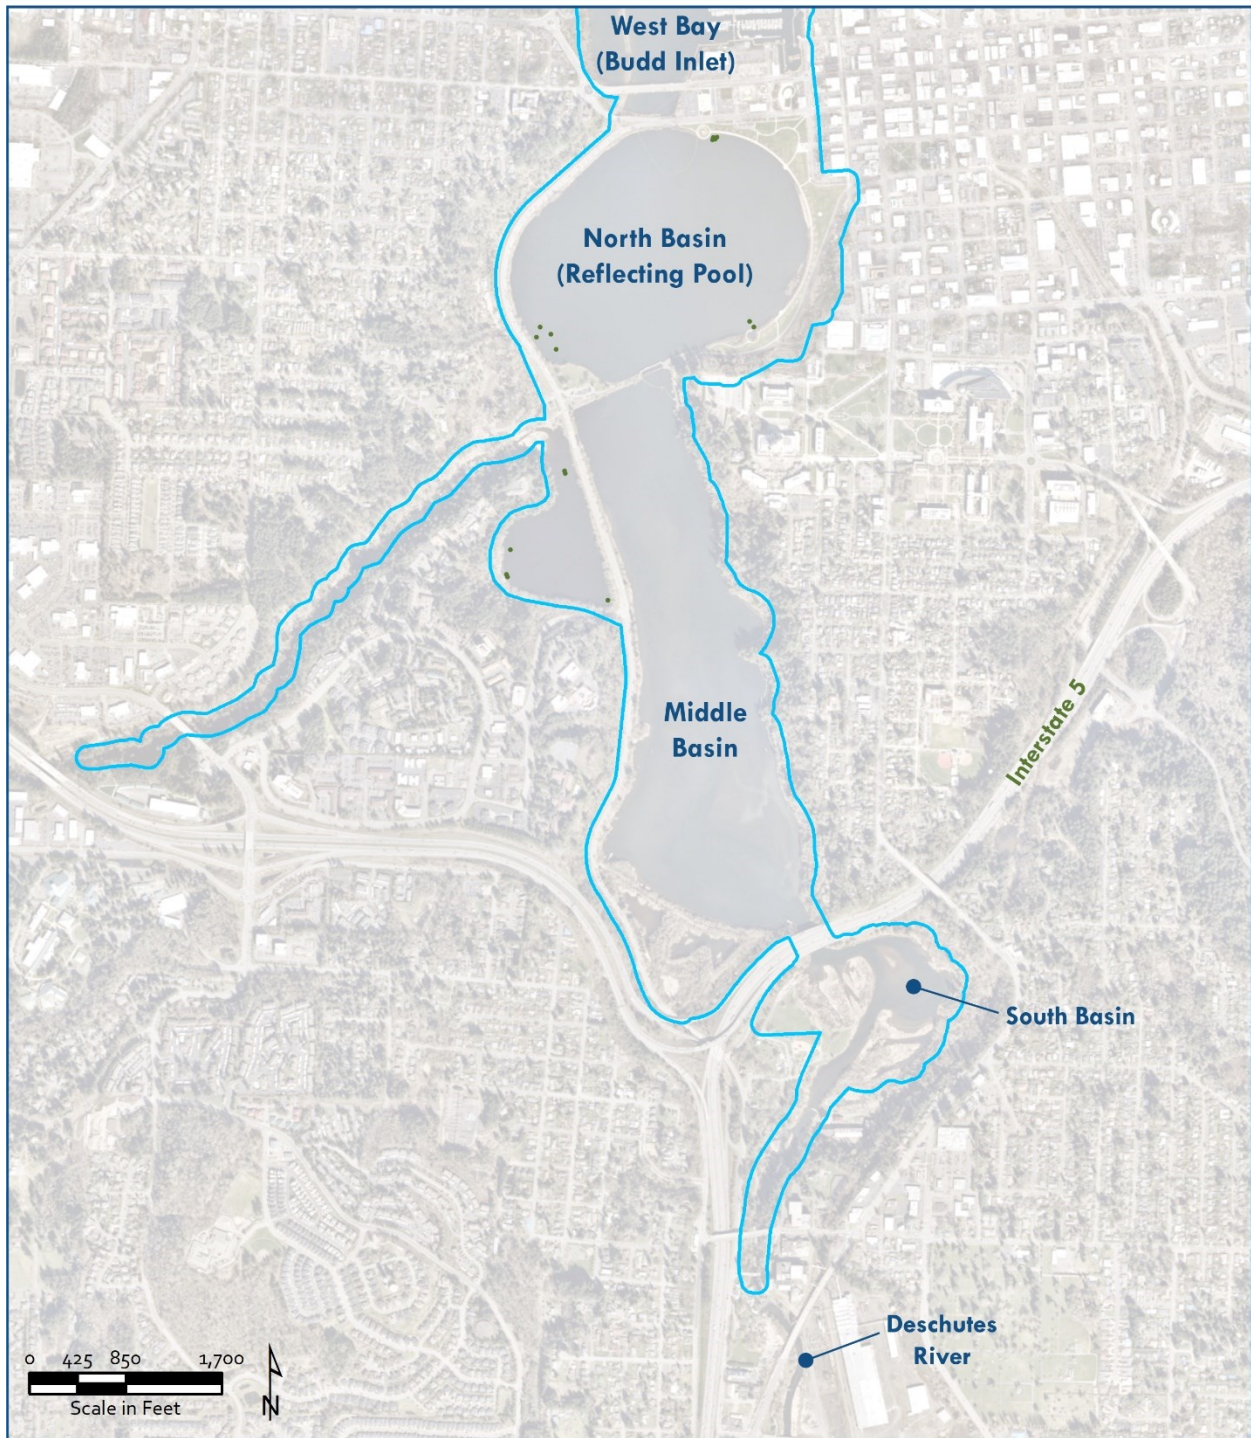 West Bay
(Budd Inlet)
North Basin
(Reflecting Pool)
Middle
Basin
Interstate 5
South Basin
Deschutes
River
0 425 850 1,700
Scale in Feet
N